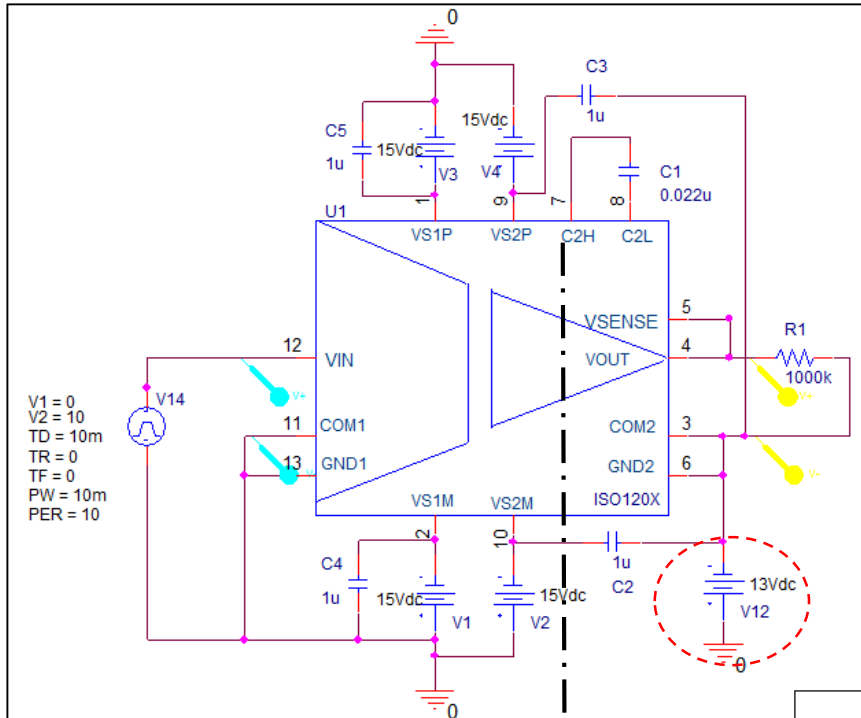 0
C3
1u
C5
1u
15Vdc
V3
15Vdc
V4
C1
0.022u
1
9
7
8
U1
VS1P
VS2P
C2H
C2L
VSENSE
5
VOUT
4
R1
1000k
12
VIN
V+
V+
V14
V1 = 0
V2 = 10
TD = 10m
TR = 0
TF = 0
PW = 10m
PER = 10
11
COM1
13
GND1
COM2
3
GND2
6
V-
ISO120X
VS1M
VS2M
2
10
C4
1u
15Vdc
V1
15Vdc
V2
1u
C2
13Vdc
V12
0
0